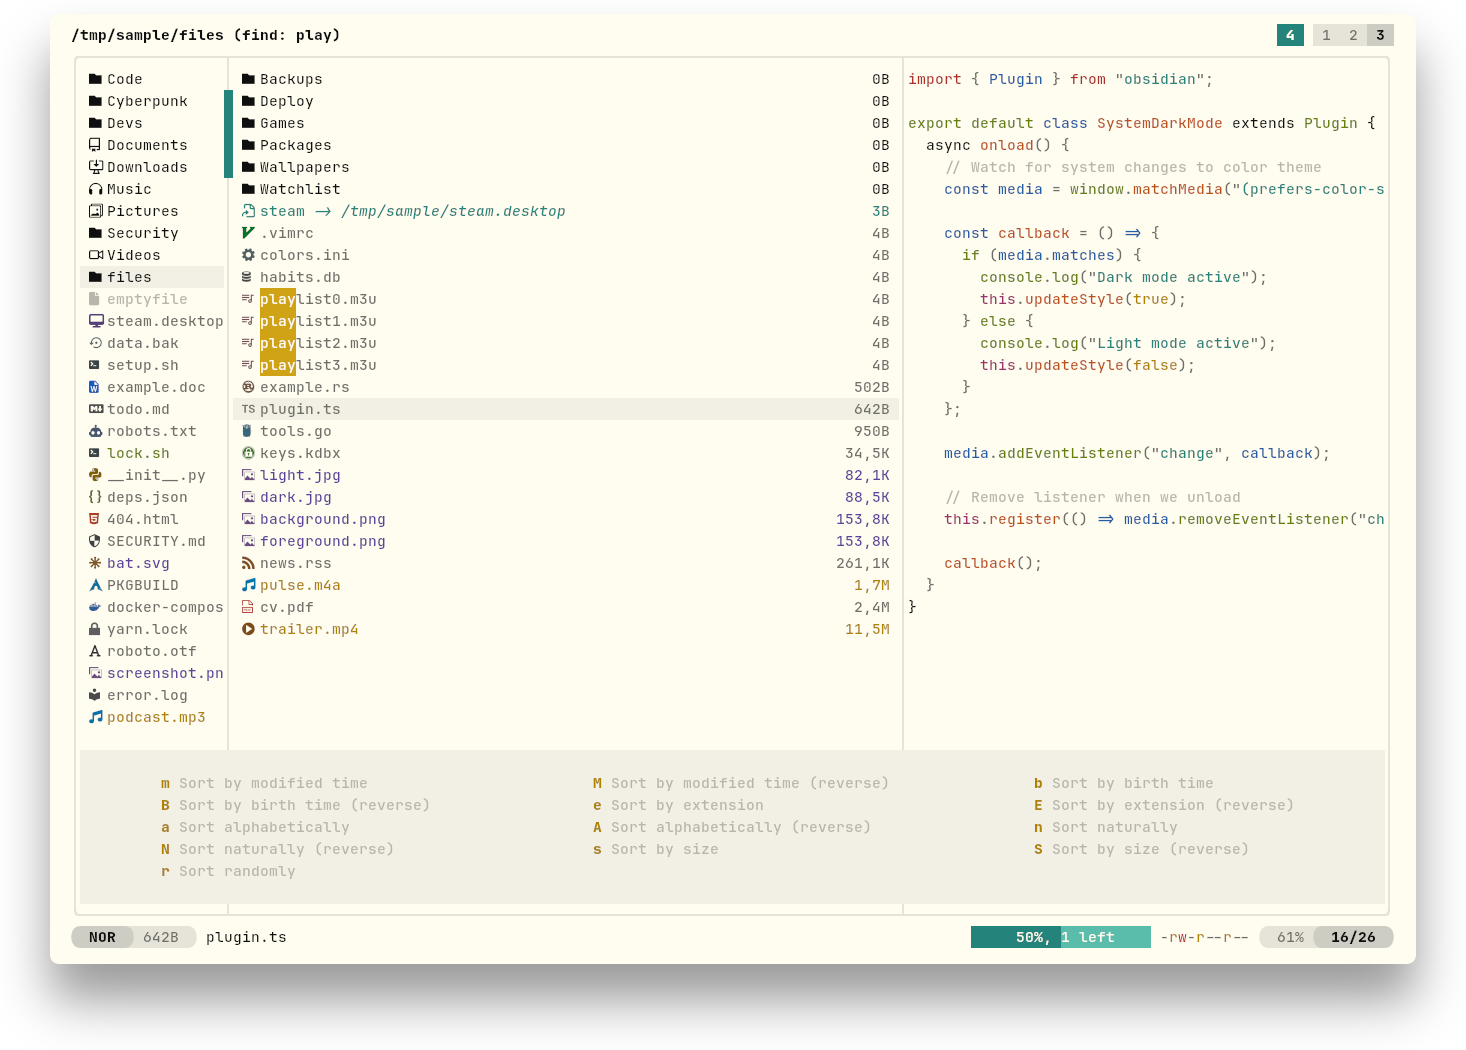 /tmp/sample/files (find: play)
4 1 2 3
Code
Cyberpunk
Devs
Documents
Downloads
Music
Pictures
Security
Videos
files
emptyfile
steam.desktop
data.bak
setup.sh
example.doc
todo.md
robots.txt
lock.sh
__init__.py
deps.json
404.html
SECURITY.md
bat.svg
PKGBUILD
docker-compos
yarn.lock
roboto.otf
screenshot.pn
error.log
podcast.mp3
Backups 0B
Deploy 0B
Games 0B
Packages 0B
Wallpapers 0B
Watchlist 0B
steam -> /tmp/sample/steam.desktop 3B
.vimrc 4B
colors.ini 4B
habits.db 4B
playlist0.m3u 4B
playlist1.m3u 4B
playlist2.m3u 4B
playlist3.m3u 4B
example.rs 502B
TS plugin.ts 642B
tools.go 950B
keys.kdbx 34,5K
light.jpg 82,1K
dark.jpg 88,5K
background.png 153,8K
foreground.png 153,8K
news.rss 261,1K
pulse.m4a 1,7M
cv.pdf 2,4M
trailer.mp4 11,5M
import { Plugin } from "obsidian";
export default class SystemDarkMode extends Plugin {
async onload() {
// Watch for system changes to color theme
const media = window.matchMedia("(prefers-color-s
const callback = () => {
if (media.matches) {
console.log("Dark mode active");
this.updateStyle(true);
} else {
console.log("Light mode active");
this.updateStyle(false);
}
};
media.addEventListener("change", callback);
// Remove listener when we unload
this.register(() => media.removeEventListener("ch
callback();
}
}
m Sort by modified time M Sort by modified time (reverse) b Sort by birth time
B Sort by birth time (reverse) e Sort by extension E Sort by extension (reverse)
a Sort alphabetically A Sort alphabetically (reverse) n Sort naturally
N Sort naturally (reverse) s Sort by size S Sort by size (reverse)
r Sort randomly
NOR 642B plugin.ts 50%, 1 left -rw-r--r-- 61% 16/26